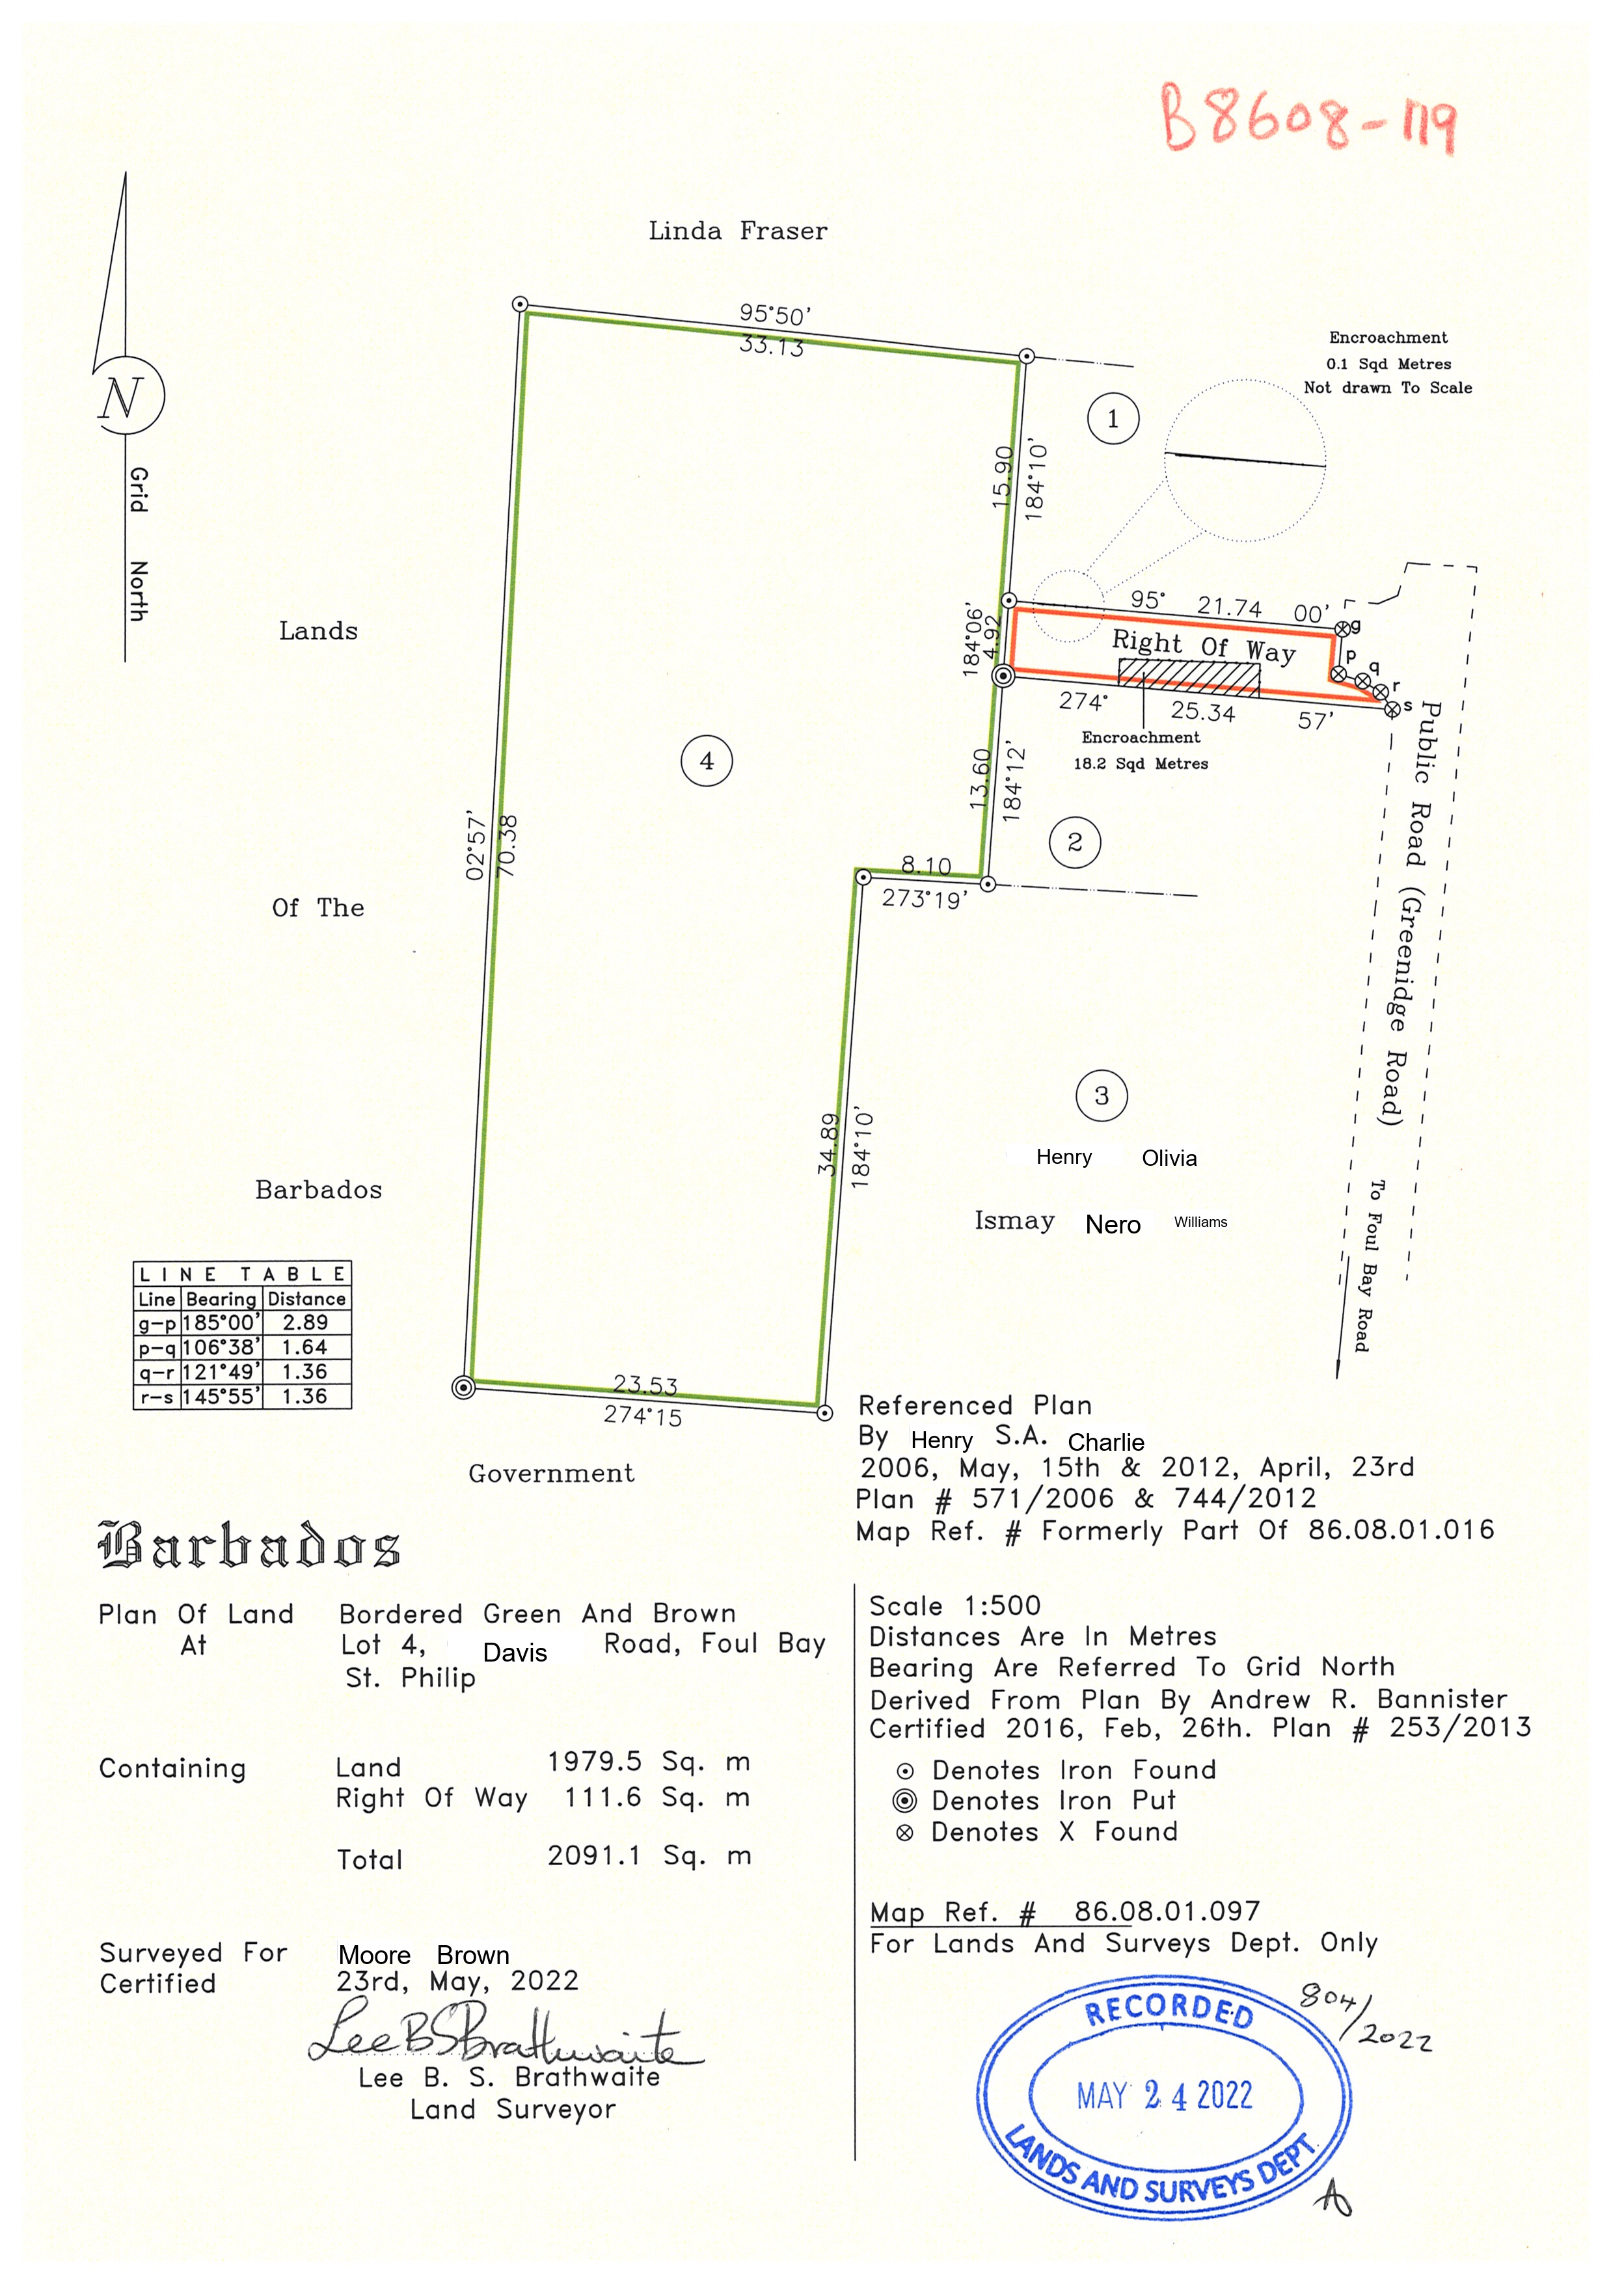 B8608-119
Linda Fraser
95°50'
33.13
Encroachment
0.1 Sqd Metres
Not drawn To Scale
N
Grid North
1
15.90
184°10'
95° 21.74 00'
g
Right Of Way
p
q
r
s
184°06'
4.92
274° 25.34 57'
Encroachment
18.2 Sqd Metres
Lands
4
13.60
184°12'
2
02°57'
70.38
8.10
273°19'
Of The
Public Road (Greenidge Road)
3
34.89
184°10'
Henry Olivia
Barbados
Ismay Nero Williams
To Foul Bay Road
LINE TABLE
Line Bearing Distance
g-p 185°00' 2.89
p-q 106°38' 1.64
q-r 121°49' 1.36
r-s 145°55' 1.36
23.53
274°15
Government
Referenced Plan
By Henry S.A. Charlie
2006, May, 15th & 2012, April, 23rd
Plan # 571/2006 & 744/2012
Map Ref. # Formerly Part Of 86.08.01.016
Barbados
Plan Of Land Bordered Green And Brown
At Lot 4, Davis Road, Foul Bay
St. Philip
Containing Land 1979.5 Sq. m
Right Of Way 111.6 Sq. m
Total 2091.1 Sq. m
Surveyed For Moore Brown
Certified 23rd, May, 2022
Lee B S Brathwaite
Lee B. S. Brathwaite
Land Surveyor
Scale 1:500
Distances Are In Metres
Bearing Are Referred To Grid North
Derived From Plan By Andrew R. Bannister
Certified 2016, Feb, 26th. Plan # 253/2013
Denotes Iron Found
Denotes Iron Put
Denotes X Found
Map Ref. # 86.08.01.097
For Lands And Surveys Dept. Only
804/2022
RECORDED
MAY 24 2022
LANDS AND SURVEYS DEPT.